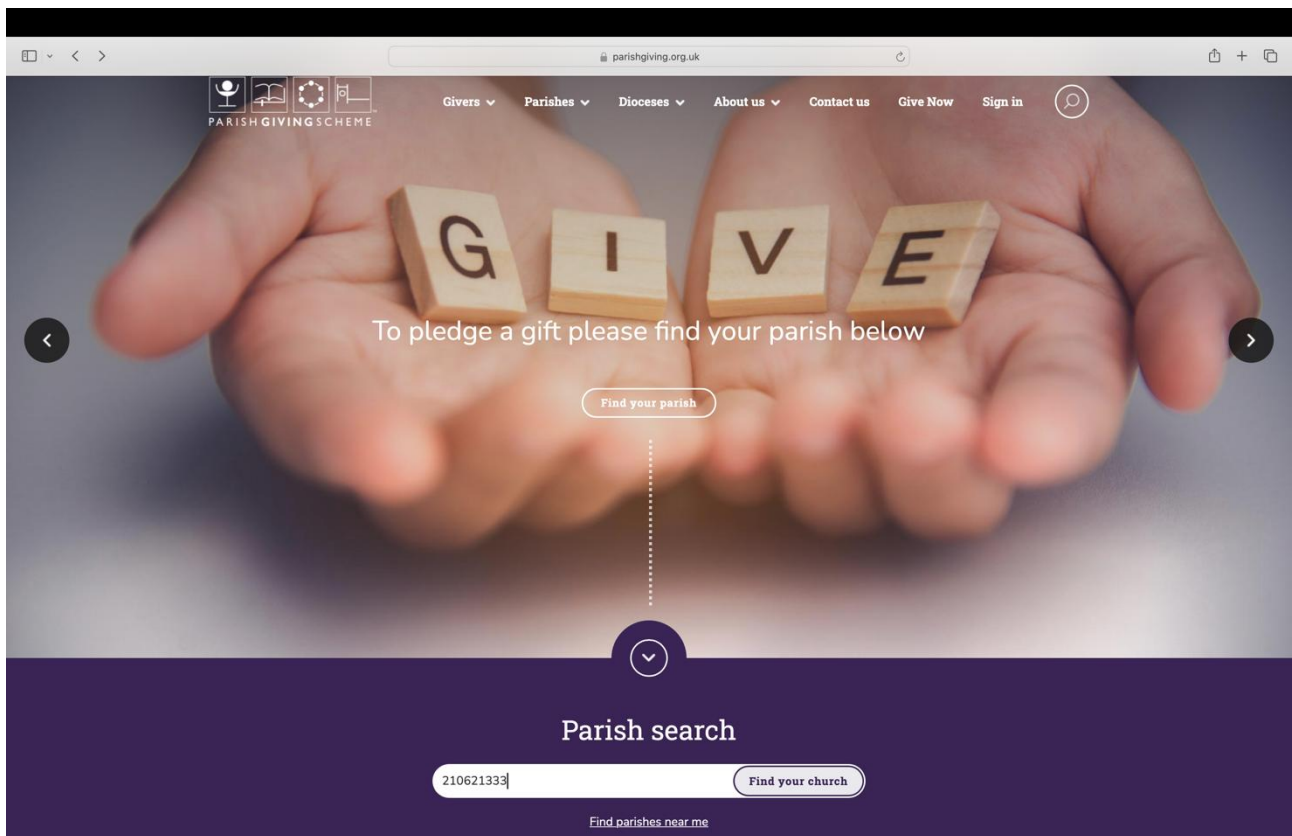 parishgiving.org.uk
PARISH GIVING SCHEME
Givers Parishes Dioceses About us Contact us Give Now Sign in
G I V E
To pledge a gift please find your parish below
Find your parish
Parish search
210621333 Find your church
Find parishes near me